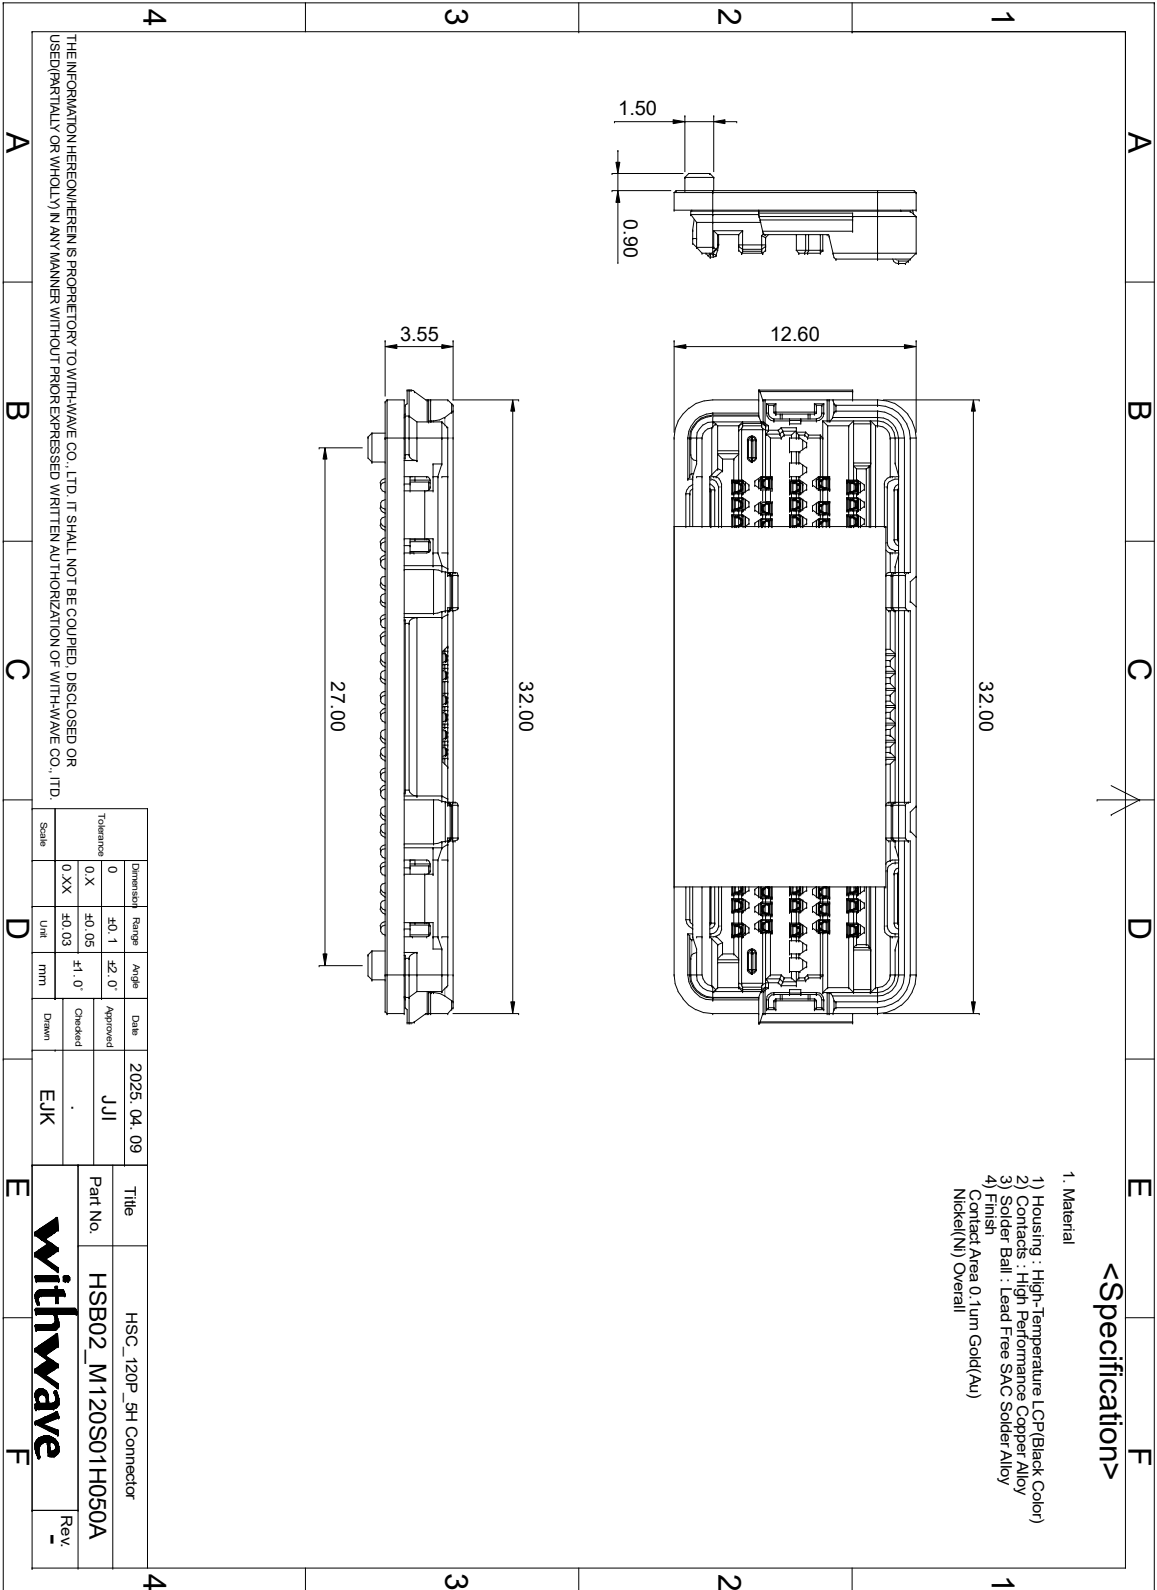 A
B
C
D
E
F
1
2
3
4
<Specification>
1. Material
1) Housing : High-Temperature LCP(Black Color)
2) Contacts : High Performance Copper Alloy
3) Solder Ball : Lead Free SAC Solder Alloy
4) Finish
Contact Area 0.1um Gold(Au)
Nickel(Ni) Overall
1.50
0.90
12.60
32.00
3.55
32.00
27.00
THE INFORMATION HEREON/HEREIN IS PROPRIETORY TO WITH-WAVE CO., LTD. IT SHALL NOT BE COUPIED, DISCLOSED OR
USED(PARTIALLY OR WHOLLY) IN ANY MANNER WITHOUT PRIOR EXPRESSED WRITTEN AUTHORIZATION OF WITH-WAVE CO., lTD.
Dimension Range Angle Date 2025. 04. 09 Title HSC_120P_5H Connector
Tolerance 0 ±0.1 ±2.0° Approved JJI Part No. HSB02_M120S01H050A
0.X ±0.05 ±1.0° Checked .
0.XX ±0.03
Scale Unit mm Drawn EJK withwave Rev. -
A
B
C
D
E
F
1
2
3
4